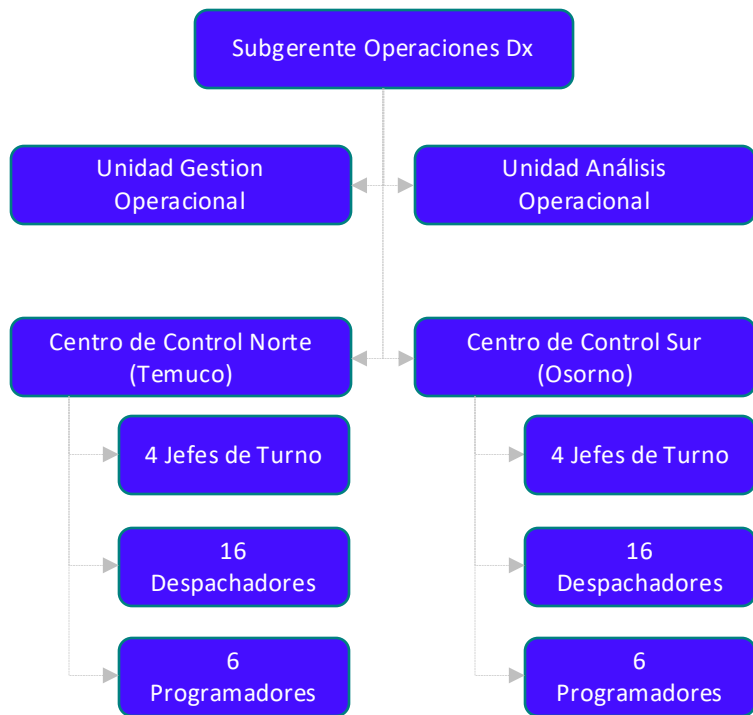 Subgerente Operaciones Dx
Unidad Gestion
Operacional
Unidad Análisis
Operacional
Centro de Control Norte
(Temuco)
Centro de Control Sur
(Osorno)
4 Jefes de Turno
16
Despachadores
6
Programadores
4 Jefes de Turno
16
Despachadores
6
Programadores